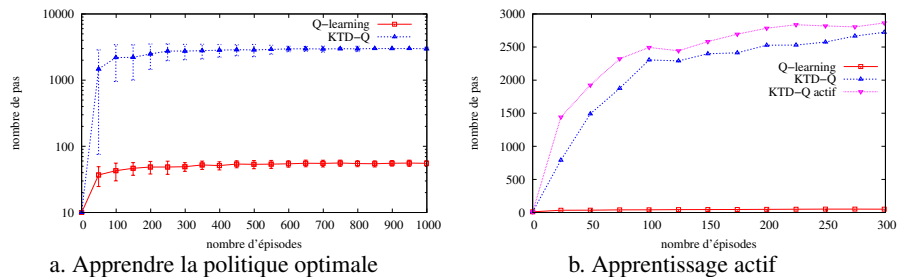 Q-learning
KTD-Q
10000
1000
100
10
nombre de pas
0 100 200 300 400 500 600 700 800 900 1000
nombre d'épisodes
a. Apprendre la politique optimale
Q-learning
KTD-Q
KTD-Q actif
3000
2500
2000
1500
1000
500
0
nombre de pas
0 50 100 150 200 250 300
nombre d'épisodes
b. Apprentissage actif